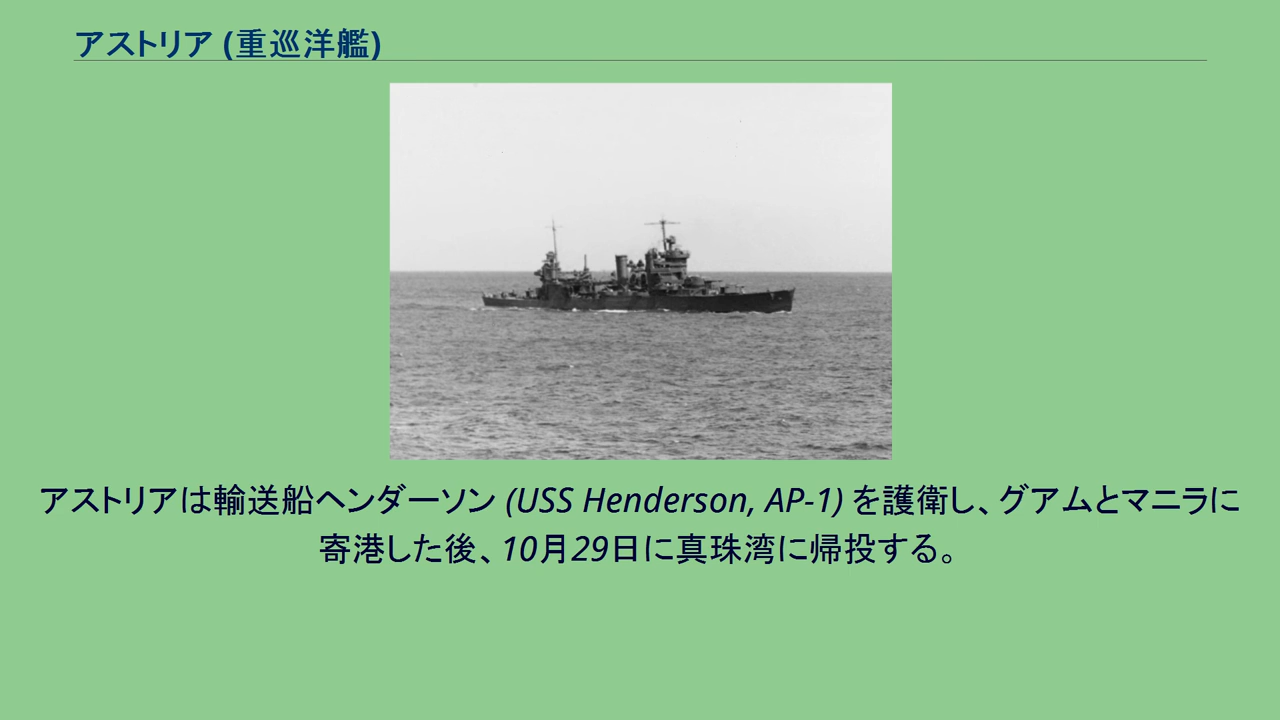 アストリア (重巡洋艦)
アストリアは輸送船ヘンダーソン (USS Henderson, AP-1) を護衛し、グアムとマニラに
寄港した後、10月29日に真珠湾に帰投する。